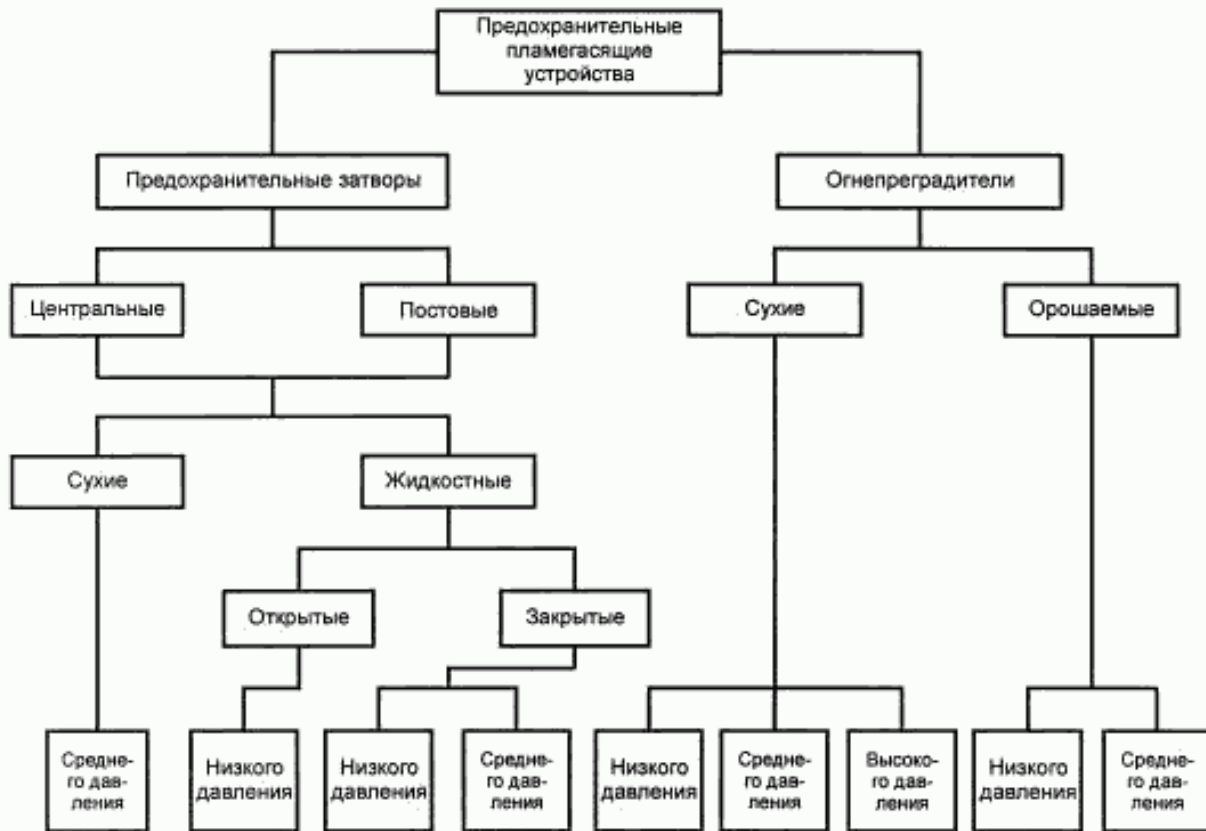 Предохранительные
пламегасящие
устройства
Предохранительные затворы
Огнепреградители
Центральные
Постовые
Сухие
Орошаемые
Сухие
Жидкостные
Открытые
Закрытые
Средне-
го дав-
ления
Низкого
давления
Низкого
давления
Средне-
го дав-
ления
Низкого
давления
Средне-
го дав-
ления
Высоко-
го дав-
ления
Низкого
давления
Средне-
го дав-
ления